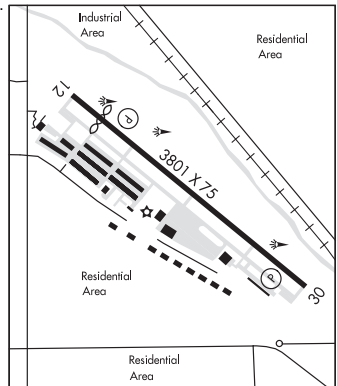 Industrial
Area
Residential
Area
12
P
3801 X 75
P
30
Residential
Area
Residential
Area